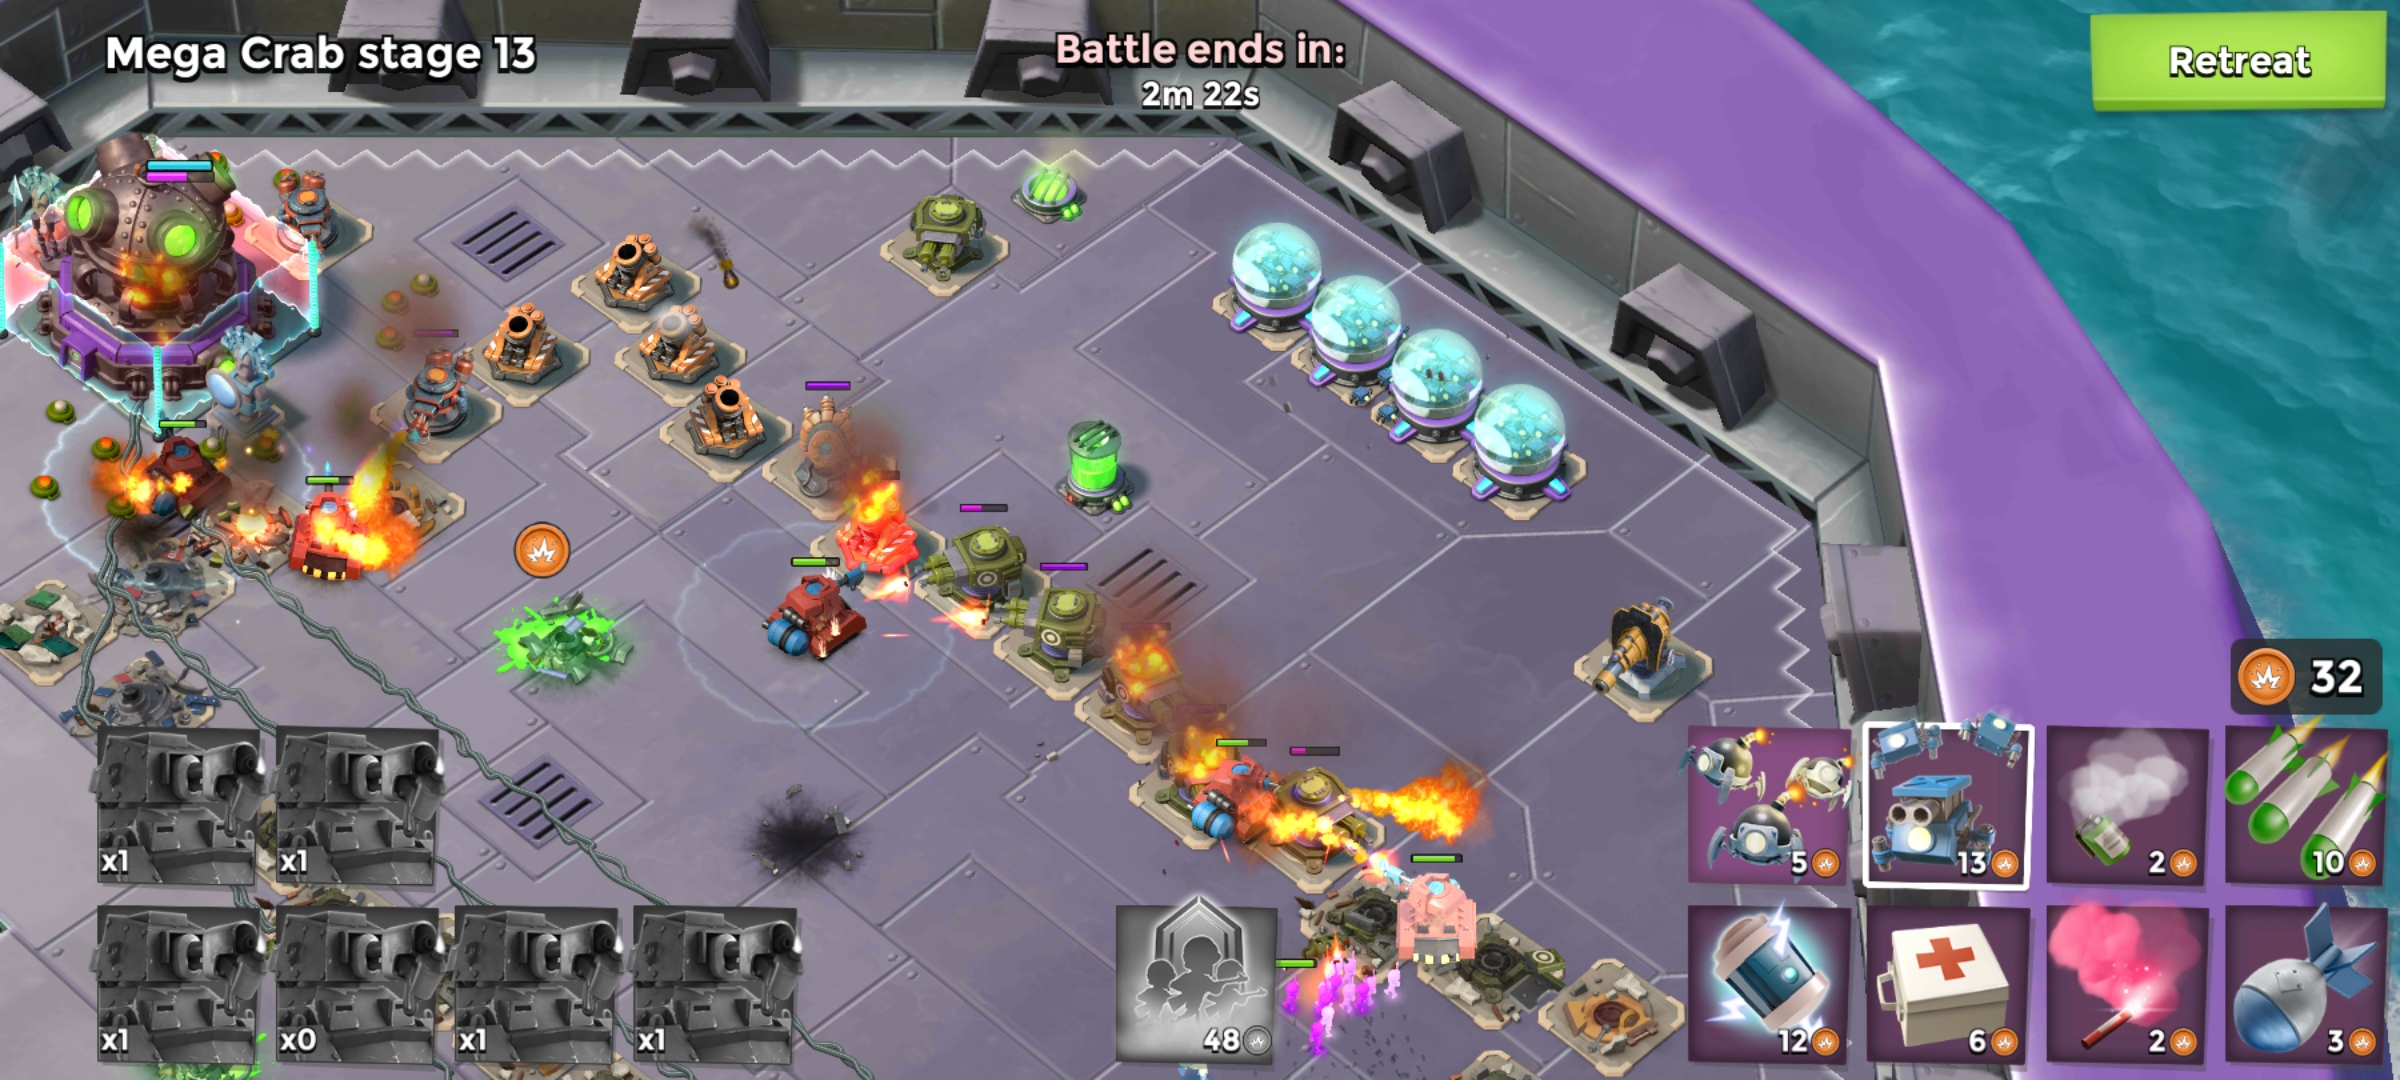 Mega Crab stage 13
Battle ends in:
2m 22s
Retreat
32
5
13
2
10
x1
x1
x1
x0
x1
x1
48
12
6
2
3